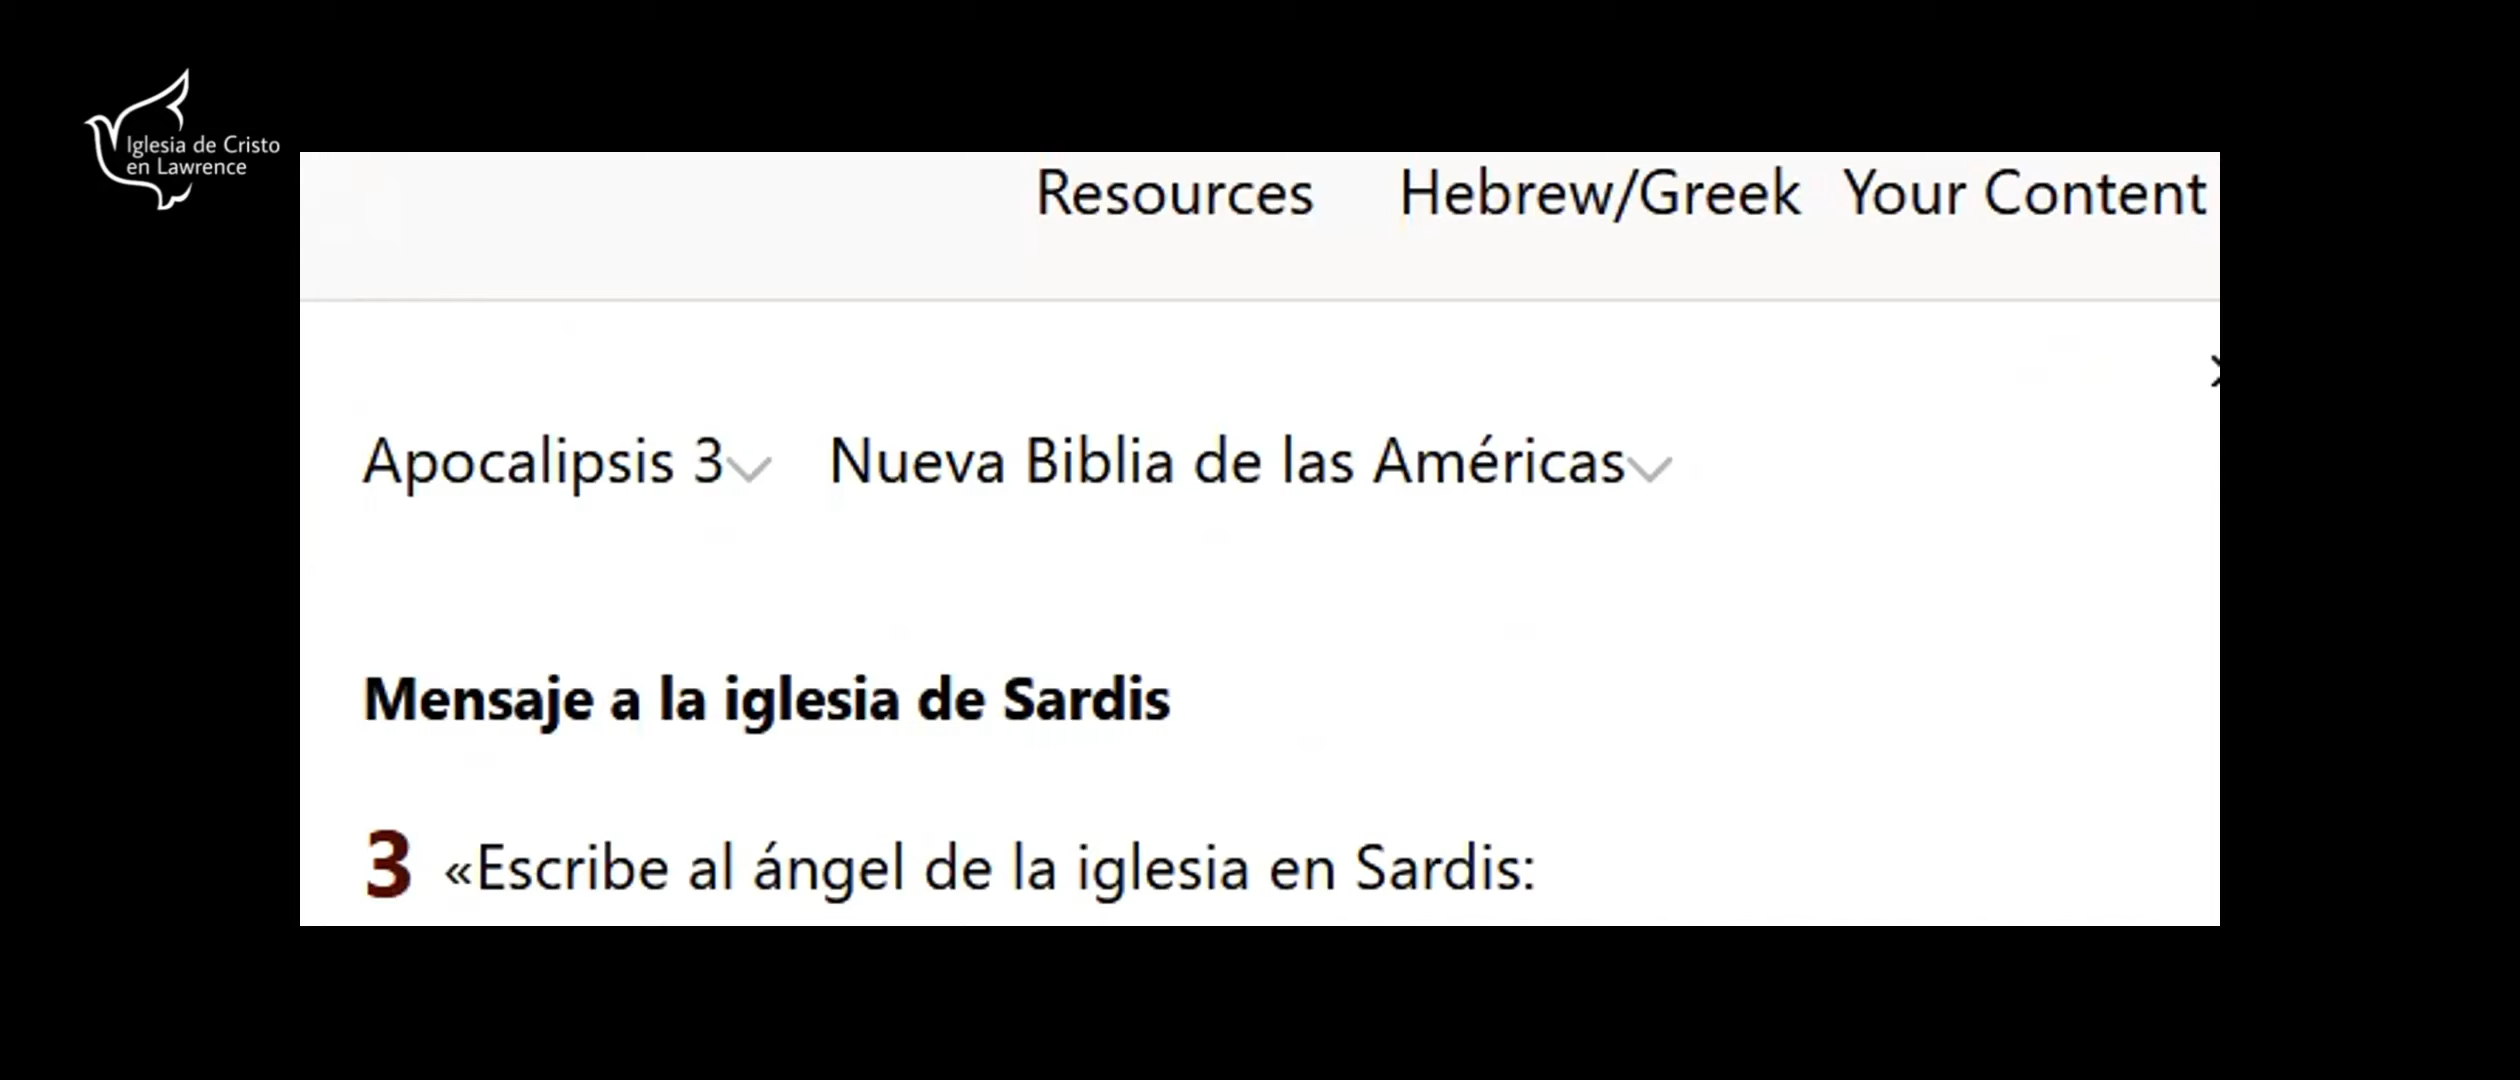 Iglesia de Cristo
en Lawrence
Resources Hebrew/Greek Your Content
Apocalipsis 3 Nueva Biblia de las Américas
Mensaje a la iglesia de Sardis
3 «Escribe al ángel de la iglesia en Sardis: